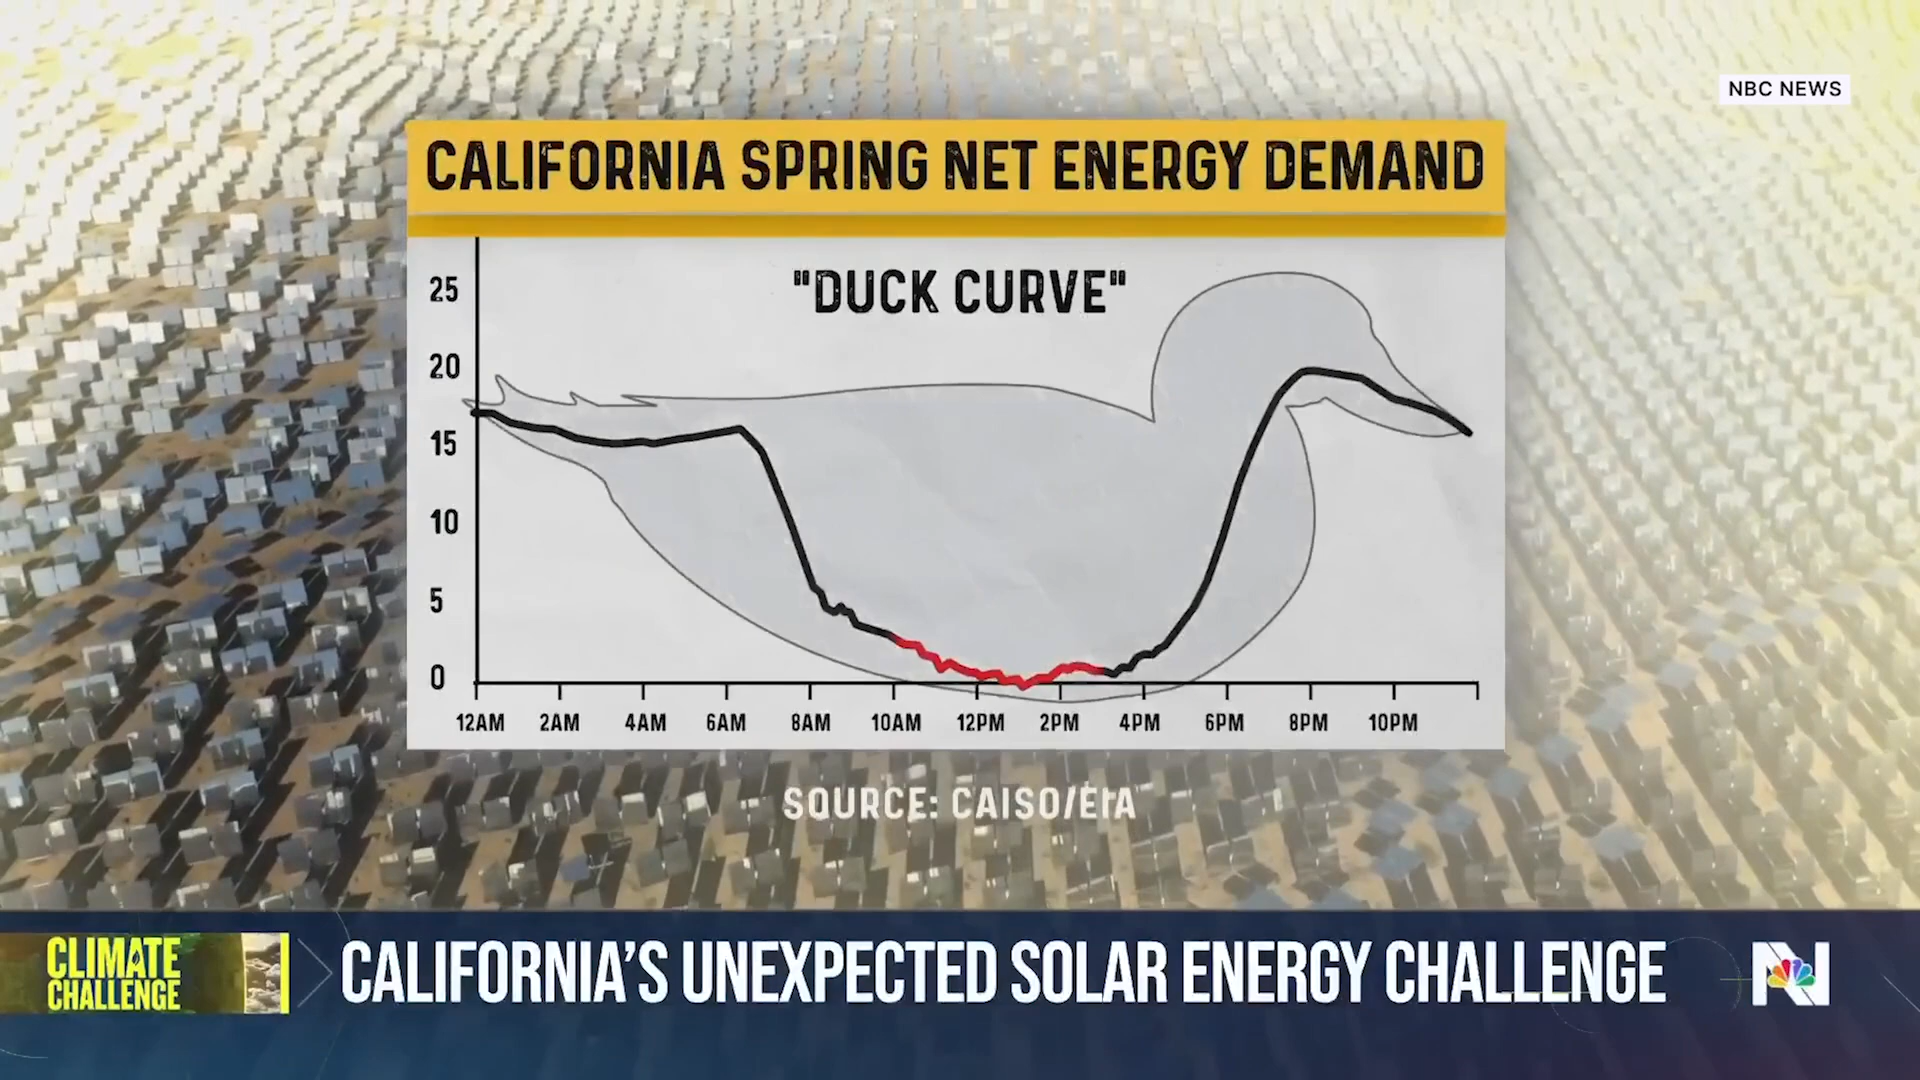 NBC NEWS
CALIFORNIA SPRING NET ENERGY DEMAND
"DUCK CURVE"
25
20
15
10
5
0
12AM 2AM 4AM 6AM 8AM 10AM 12PM 2PM 4PM 6PM 8PM 10PM
SOURCE: CAISO/EIA
CLIMATE
CHALLENGE
CALIFORNIA'S UNEXPECTED SOLAR ENERGY CHALLENGE